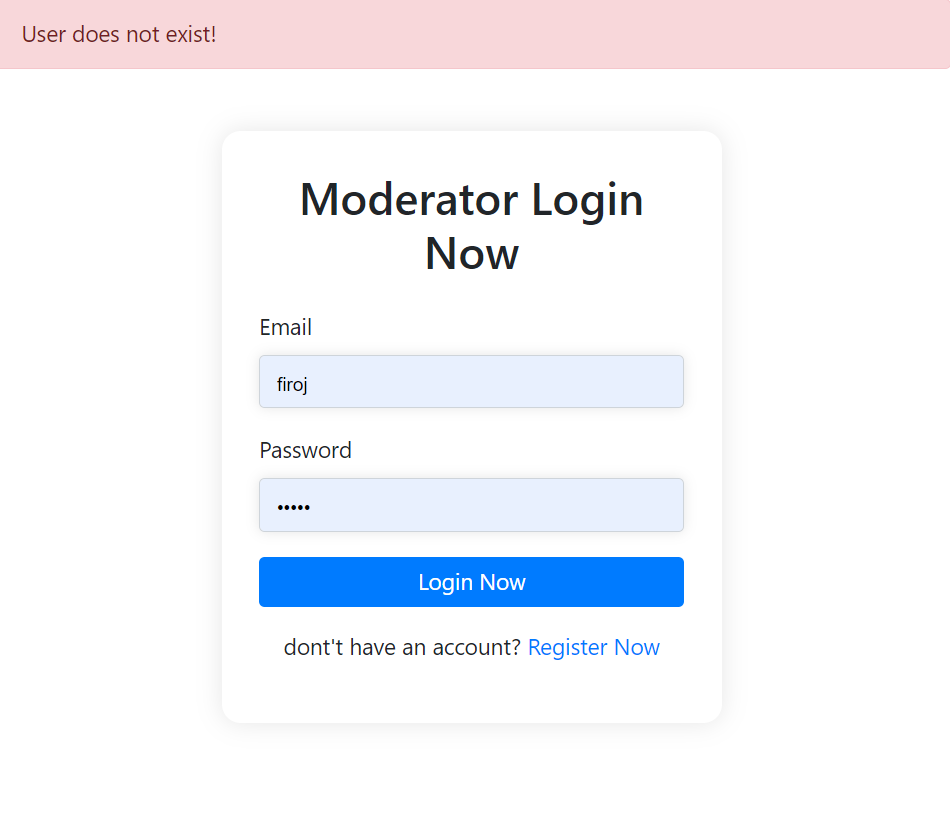 User does not exist!
Moderator Login
Now
Email
firoj
Password
•••••
Login Now
dont't have an account? Register Now